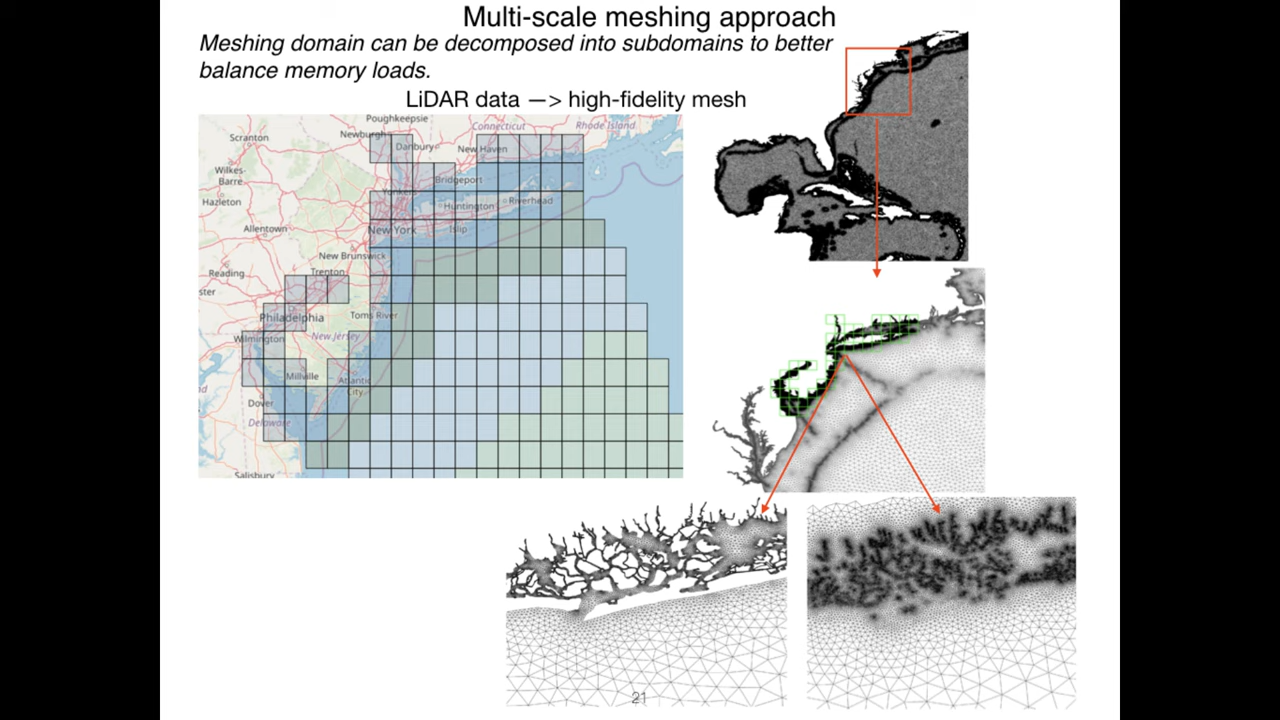 Multi-scale meshing approach
Meshing domain can be decomposed into subdomains to better
balance memory loads.
LiDAR data —> high-fidelity mesh
Poughkeepsie
Connecticut
Rhode Island
Scranton
Newburgh
Danbury
New Haven
Wilkes-
Barre
Bridgeport
Yonkers
Hazleton
Huntington
Riverhead
Allentown
New York
Islip
New Brunswick
Reading
Trenton
ster
Philadelphia
Toms River
Wilmington
New Jersey
Millville
Atlantic
City
Dover
Delaware
Salisbury
21